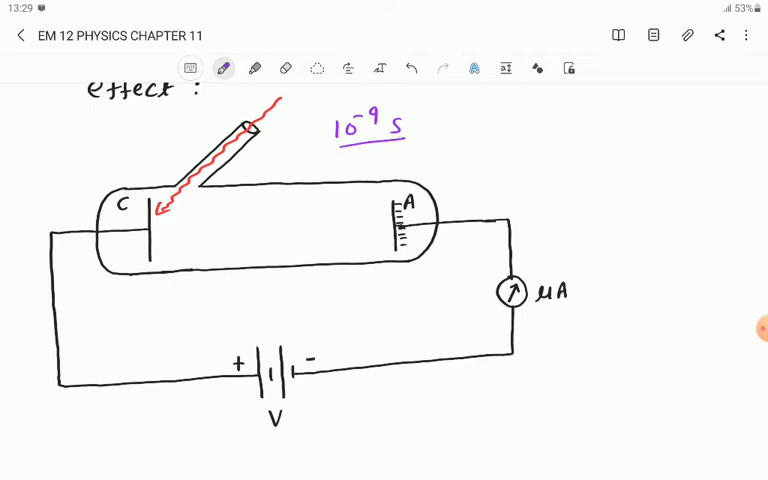 13:29
53%
EM 12 PHYSICS CHAPTER 11
effect :
10⁻⁹ s
C
A
μA
+
-
V